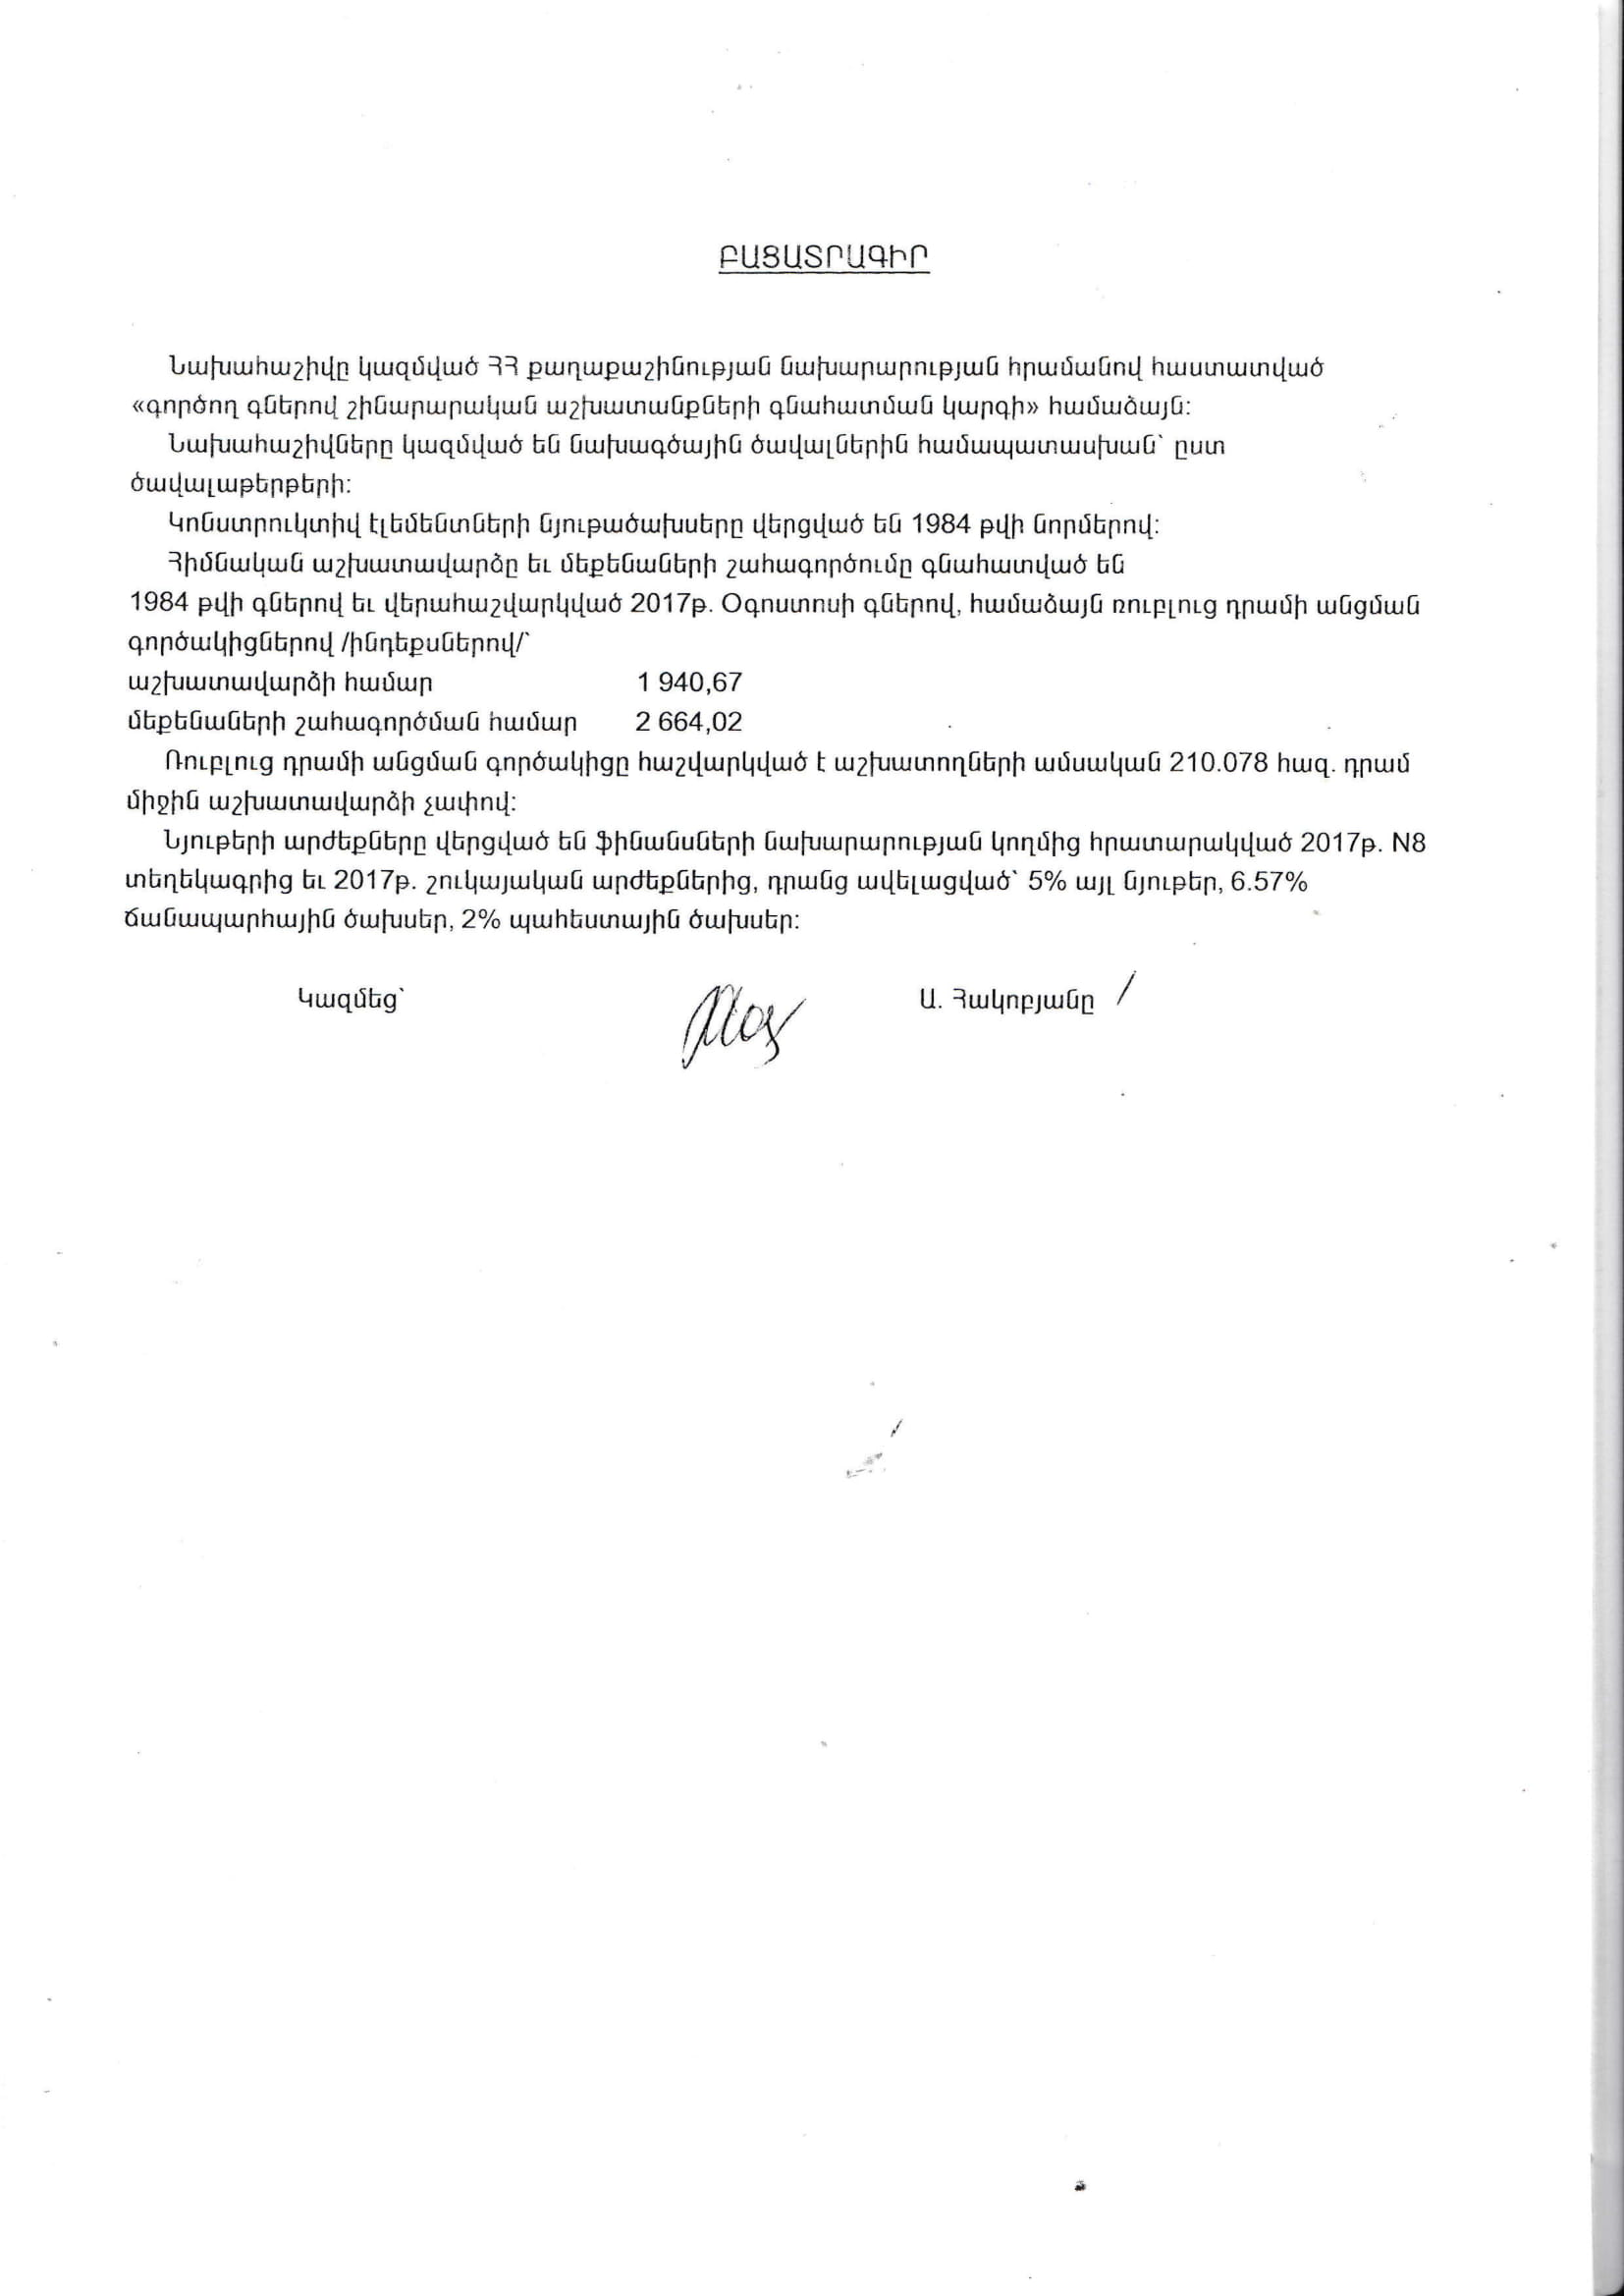 ԲԱՑԱՏՐԱԳԻՐ
Նախահաշիվը կազմված ՀՀ քաղաքաշինության նախարարության հրամանով հաստատված
«գործող գներով շինարարական աշխատանքների գնահատման կարգի» համաձայն:
Նախահաշիվները կազմված են նախագծային ծավալներին համապատասխան՝ ըստ
ծավալաթերթերի:
Կոնստրուկտիվ էլեմենտների նյութածախսերը վերցված են 1984 թվի նորմերով:
Հիմնական աշխատավարձը եւ մեքենաների շահագործումը գնահատված են
1984 թվի գներով եւ վերահաշվարկված 2017թ. Օգոստոսի գներով, համաձայն ռուբլուց դրամի անցման
գործակիցներով /ինդեքսներով/՝
աշխատավարձի համար 1 940,67
մեքենաների շահագործման համար 2 664,02
Ռուբլուց դրամի անցման գործակիցը հաշվարկված է աշխատողների ամսական 210.078 հազ. դրամ
միջին աշխատավարձի չափով:
Նյութերի արժեքները վերցված են ֆինանսների նախարարության կողմից հրատարակված 2017թ. N8
տեղեկագրից եւ 2017թ. շուկայական արժեքներից, դրանց ավելացված՝ 5% այլ նյութեր, 6.57%
ճանապարհային ծախսեր, 2% պահեստային ծախսեր:
Կազմեց՝ Ա. Հակոբյանը /